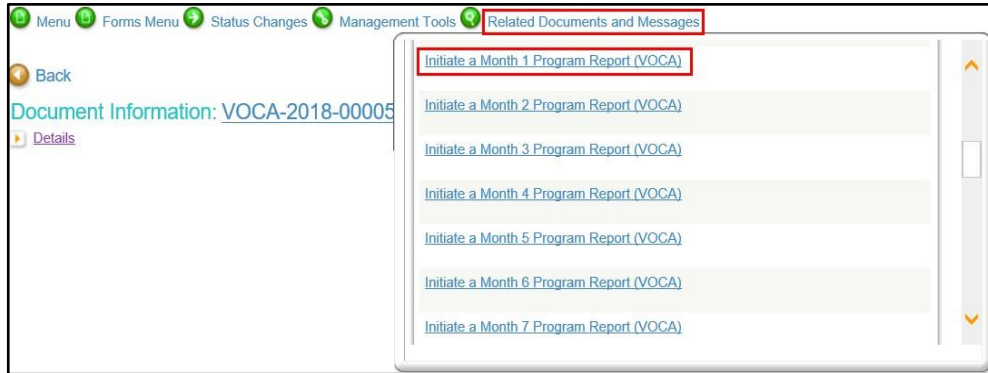 Menu Forms Menu Status Changes Management Tools Related Documents and Messages
Back
Document Information: VOCA-2018-00005
Details
Initiate a Month 1 Program Report (VOCA)
Initiate a Month 2 Program Report (VOCA)
Initiate a Month 3 Program Report (VOCA)
Initiate a Month 4 Program Report (VOCA)
Initiate a Month 5 Program Report (VOCA)
Initiate a Month 6 Program Report (VOCA)
Initiate a Month 7 Program Report (VOCA)